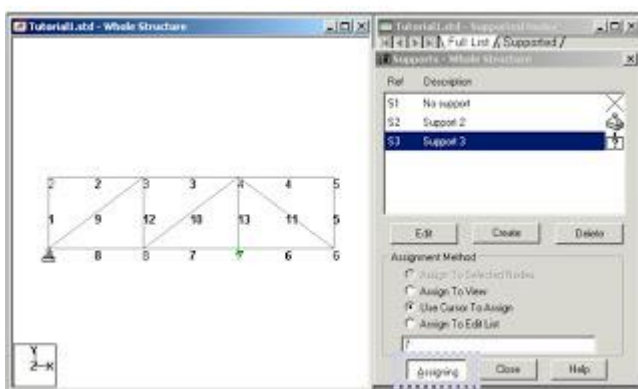 Tutorial1.std - Whole Structure
Tutorial1.std - Supported Nodes
Full List / Supported /
Supports - Whole Structure
Ref Description
S1 No support
S2 Support 2
S3 Support 3
Edit Create Delete
Assignment Method
Assign To Selected Nodes
Assign To View
Use Cursor To Assign
Assign To Edit List
7
Assigning Close Help
2 2 3 3 4 4 5
1 9 12 10 13 11 5
8 8 7 7 6 6
Y
Z X